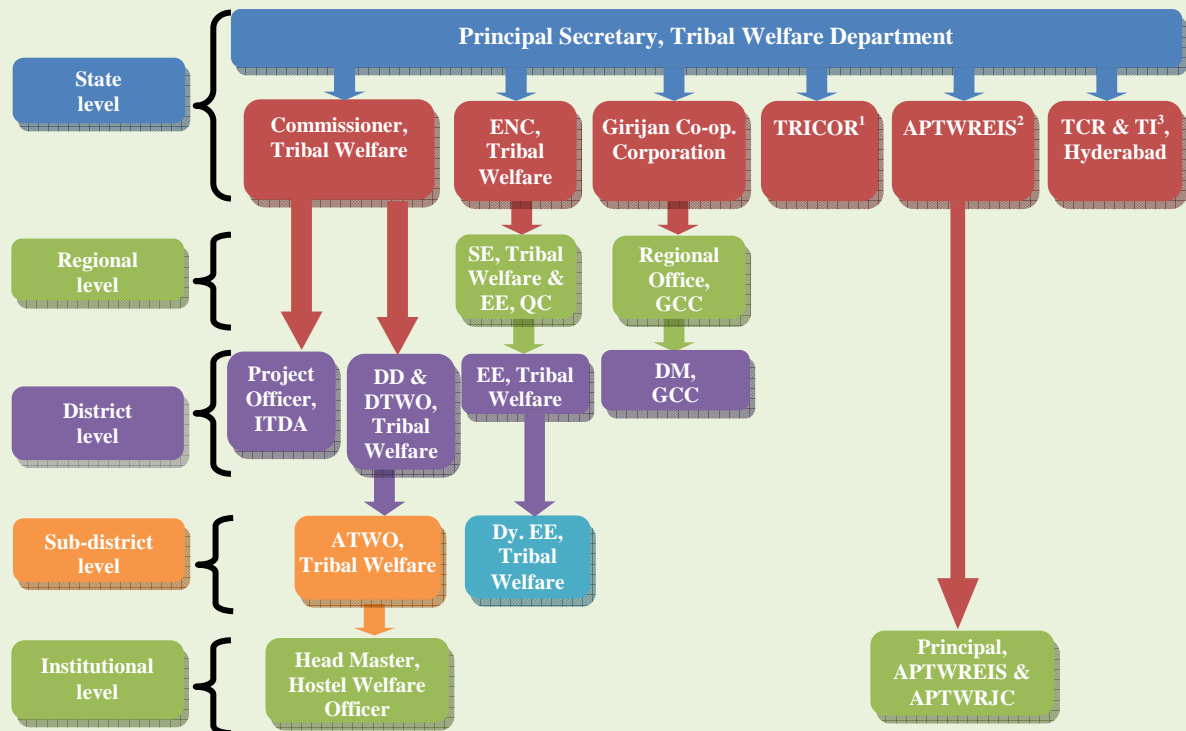 Principal Secretary, Tribal Welfare Department
State
level
Commissioner,
Tribal Welfare
ENC,
Tribal
Welfare
Girijan Co-op.
Corporation
TRICOR¹
APTWREIS²
TCR & TI³,
Hyderabad
Regional
level
SE, Tribal
Welfare &
EE, QC
Regional
Office,
GCC
District
level
Project
Officer,
ITDA
DD &
DTWO,
Tribal
Welfare
EE, Tribal
Welfare
DM,
GCC
Sub-district
level
ATWO,
Tribal Welfare
Dy. EE,
Tribal
Welfare
Institutional
level
Head Master,
Hostel Welfare
Officer
Principal,
APTWREIS &
APTWRJC